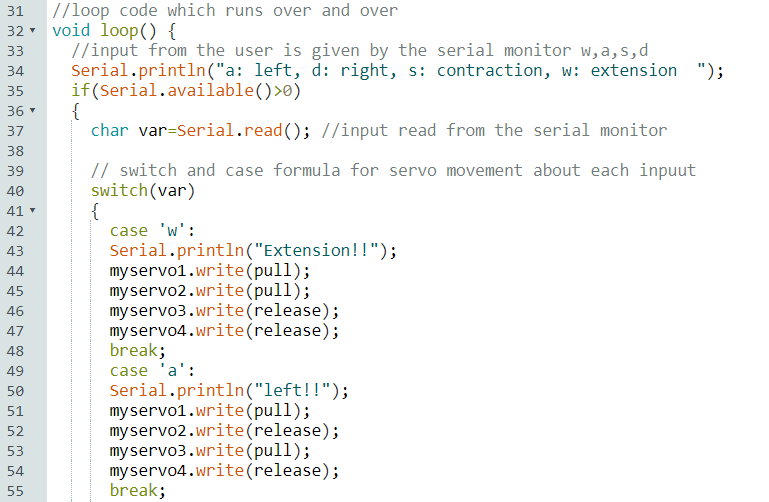 31 //loop code which runs over and over
32 void loop() {
33 //input from the user is given by the serial monitor w,a,s,d
34 Serial.println("a: left, d: right, s: contraction, w: extension  ");
35 if(Serial.available()>0)
36 {
37 char var=Serial.read(); //input read from the serial monitor
38
39 // switch and case formula for servo movement about each inpuut
40 switch(var)
41 {
42 case 'w':
43 Serial.println("Extension!!");
44 myservo1.write(pull);
45 myservo2.write(pull);
46 myservo3.write(release);
47 myservo4.write(release);
48 break;
49 case 'a':
50 Serial.println("left!!");
51 myservo1.write(pull);
52 myservo2.write(release);
53 myservo3.write(pull);
54 myservo4.write(release);
55 break;